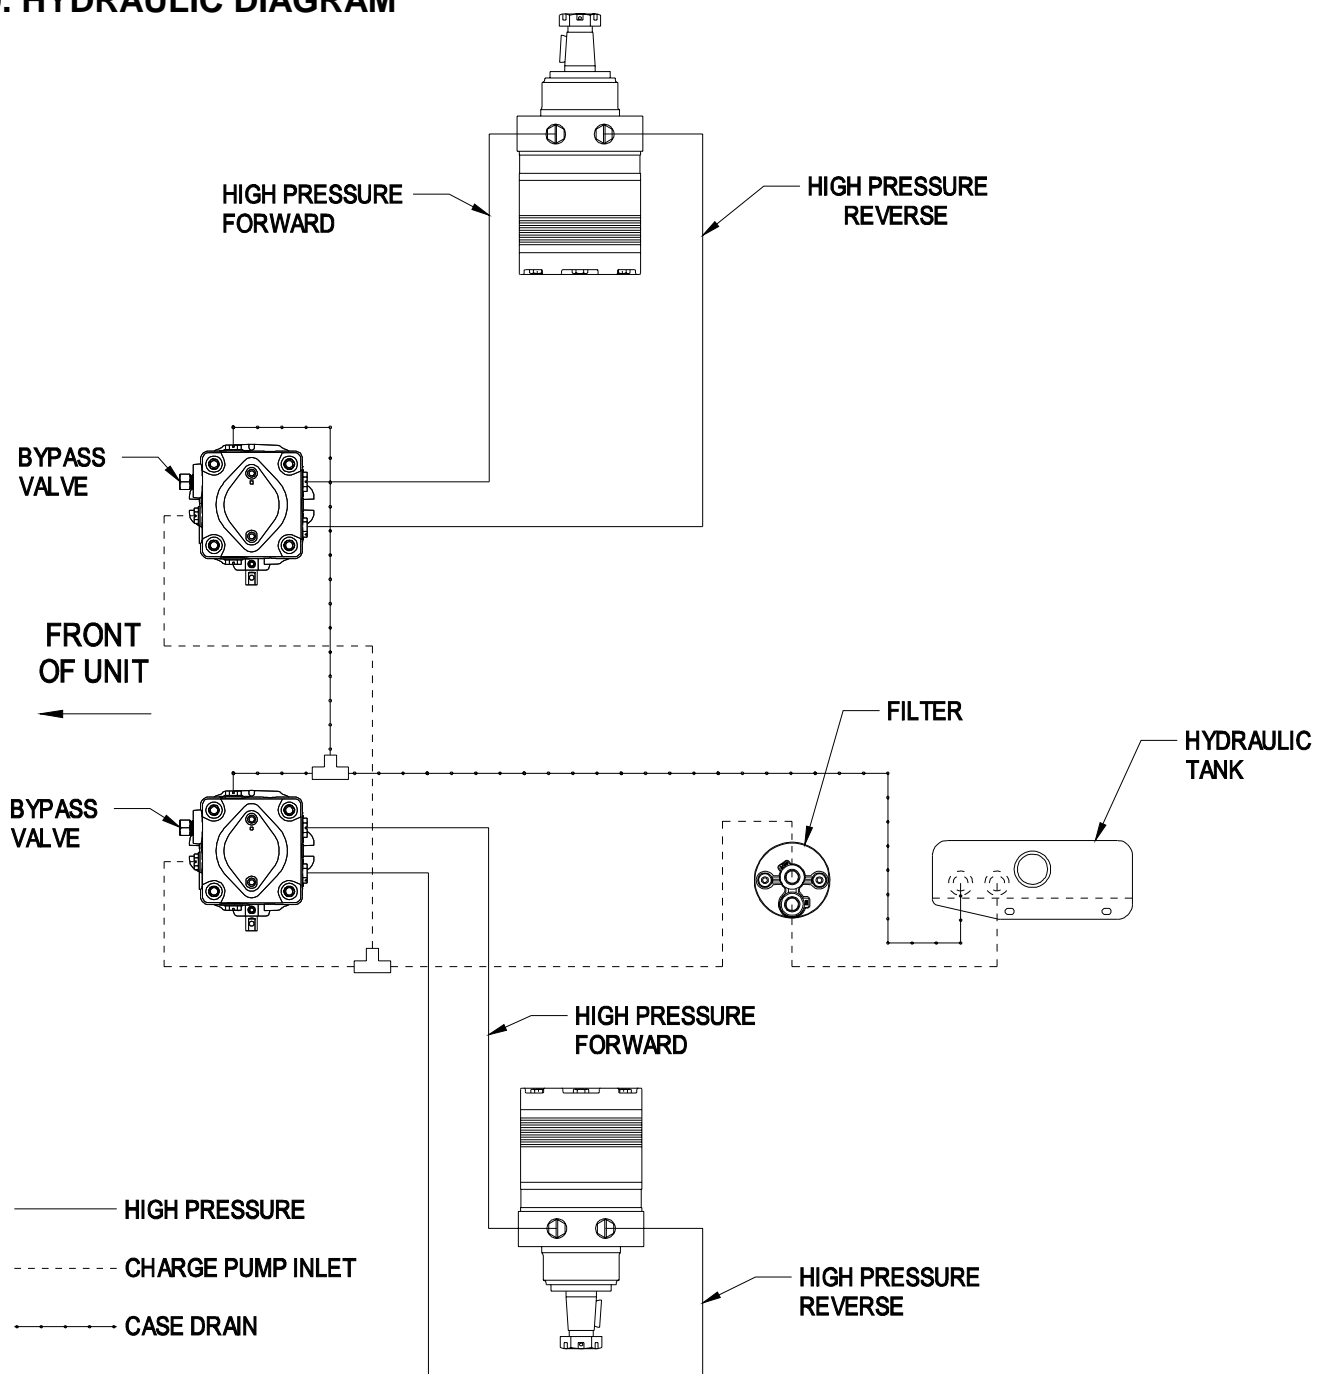 . HYDRAULIC DIAGRAM
HIGH PRESSURE
FORWARD
HIGH PRESSURE
REVERSE
BYPASS
VALVE
FRONT
OF UNIT
FILTER
HYDRAULIC
TANK
BYPASS
VALVE
HIGH PRESSURE
FORWARD
HIGH PRESSURE
CHARGE PUMP INLET
CASE DRAIN
HIGH PRESSURE
REVERSE